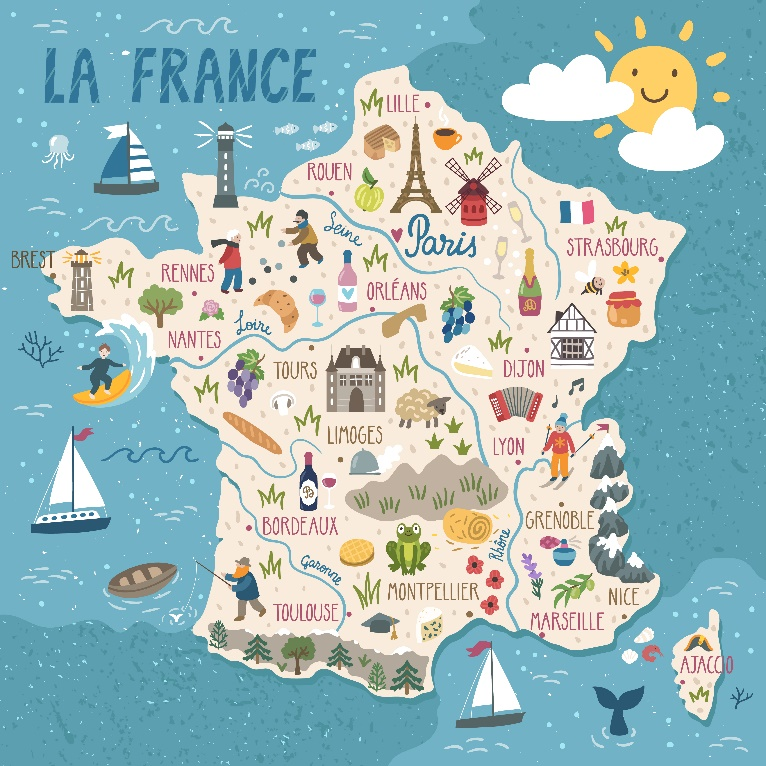 LA FRANCE
LILLE
ROUEN
Seine
Paris
STRASBOURG
BREST
RENNES
ORLÉANS
Loire
NANTES
TOURS
DIJON
LIMOGES
LYON
BORDEAUX
GRENOBLE
Rhône
Garonne
MONTPELLIER
NICE
TOULOUSE
MARSEILLE
AJACCIO